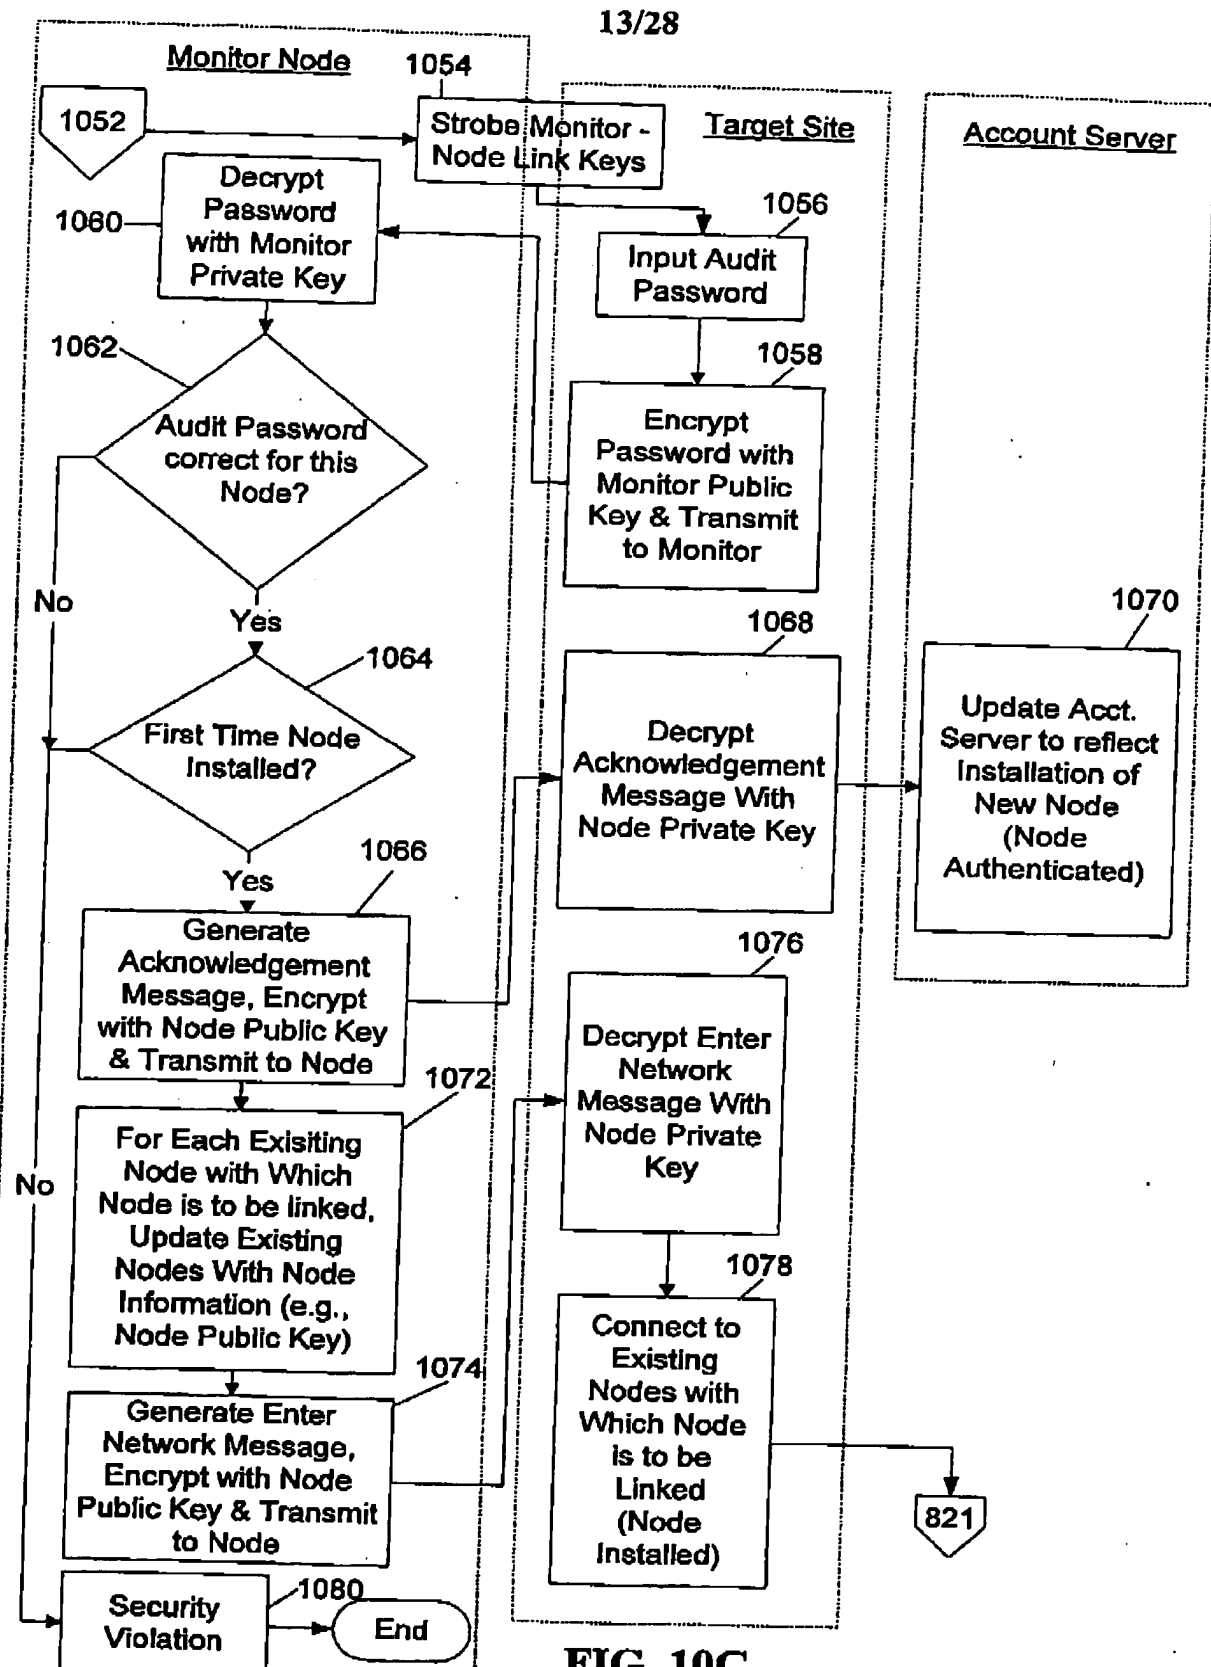 13/28
Monitor Node
1054
1052
Strobe Monitor -
Node Link Keys
Target Site
Account Server
Decrypt
Password
with Monitor
Private Key
1060
1056
Input Audit
Password
1062
1058
Audit Password
correct for this
Node?
Encrypt
Password with
Monitor Public
Key & Transmit
to Monitor
No
Yes
1064
1068
1070
First Time Node
Installed?
Decrypt
Acknowledgement
Message With
Node Private Key
Update Acct.
Server to reflect
Installation of
New Node
(Node
Authenticated)
1066
Yes
Generate
Acknowledgement
Message, Encrypt
with Node Public Key
& Transmit to Node
1076
Decrypt Enter
Network
Message With
Node Private
Key
1072
For Each Exisiting
Node with Which
Node is to be linked,
Update Existing
Nodes With Node
Information (e.g.,
Node Public Key)
No
1078
Connect to
Existing
Nodes with
Which Node
is to be
Linked
(Node
Installed)
1074
Generate Enter
Network Message,
Encrypt with Node
Public Key & Transmit
to Node
821
1080
Security
Violation
End
FIG. 10C